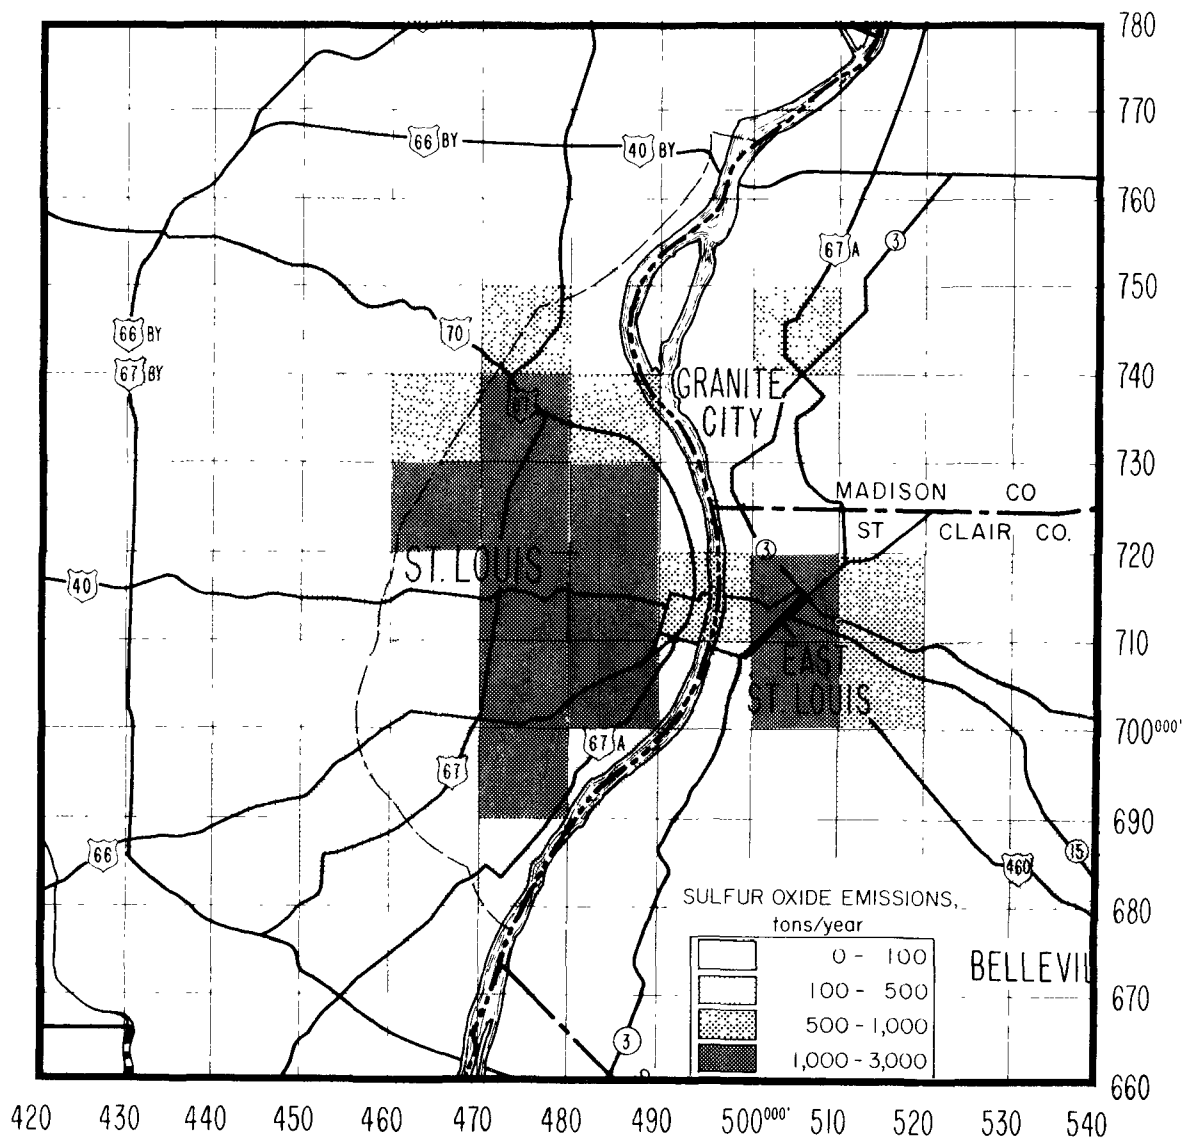 780
770
66 BY
40 BY
760
67 A
3
750
66 BY
70
67 BY
740
GRANITE
CITY
730
MADISON CO
ST CLAIR CO.
3
720
ST. LOUIS
40
710
EAST
ST LOUIS
700000'
67 A
67
690
66
15
460
SULFUR OXIDE EMISSIONS,
tons/year
680
0 - 100
BELLEVIL
100 - 500
670
500 - 1,000
3
1,000 - 3,000
660
420 430 440 450 460 470 480 490 500000' 510 520 530 540